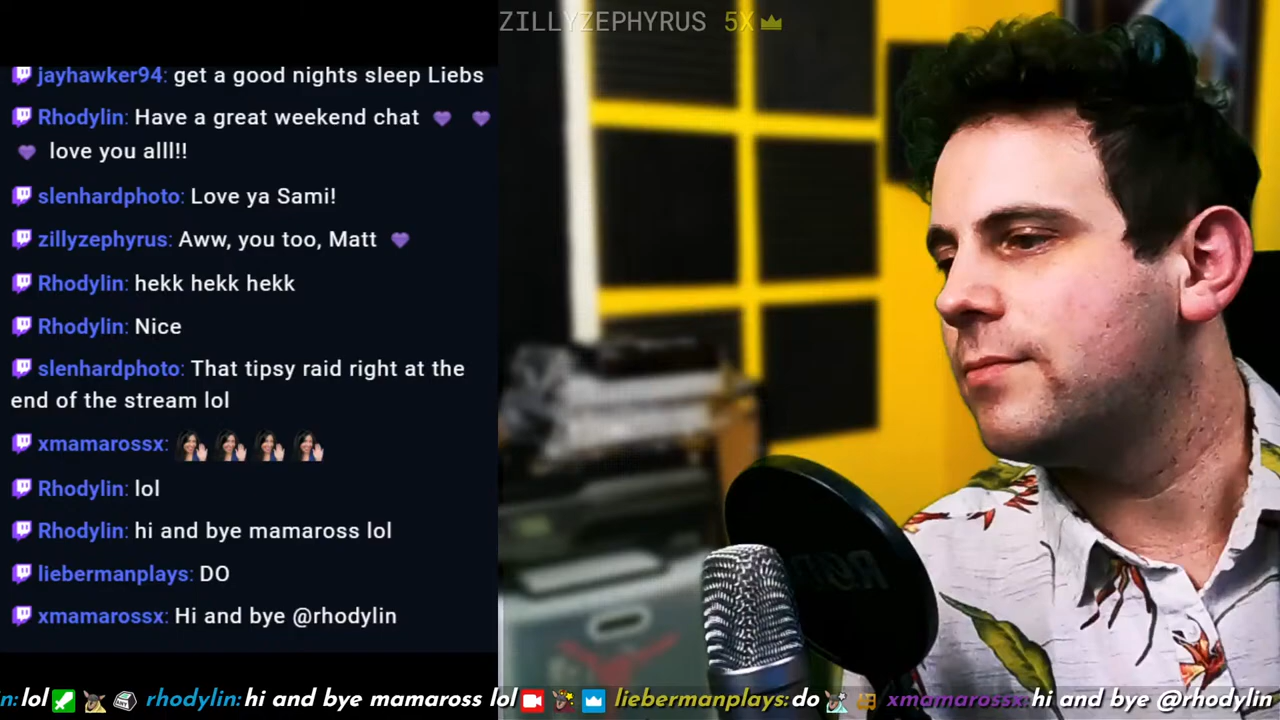 ZILLYZEPHYRUS 5X
jayhawker94: get a good nights sleep Liebs
Rhodylin: Have a great weekend chat
love you alll!!
slenhardphoto: Love ya Sami!
zillyzephyrus: Aww, you too, Matt
Rhodylin: hekk hekk hekk
Rhodylin: Nice
slenhardphoto: That tipsy raid right at the
end of the stream lol
xmamarossx:
Rhodylin: lol
Rhodylin: hi and bye mamaross lol
liebermanplays: DO
xmamarossx: Hi and bye @rhodylin
in: lol rhodylin: hi and bye mamaross lol liebermanplays: do xmamarossx: hi and bye @rhodylin